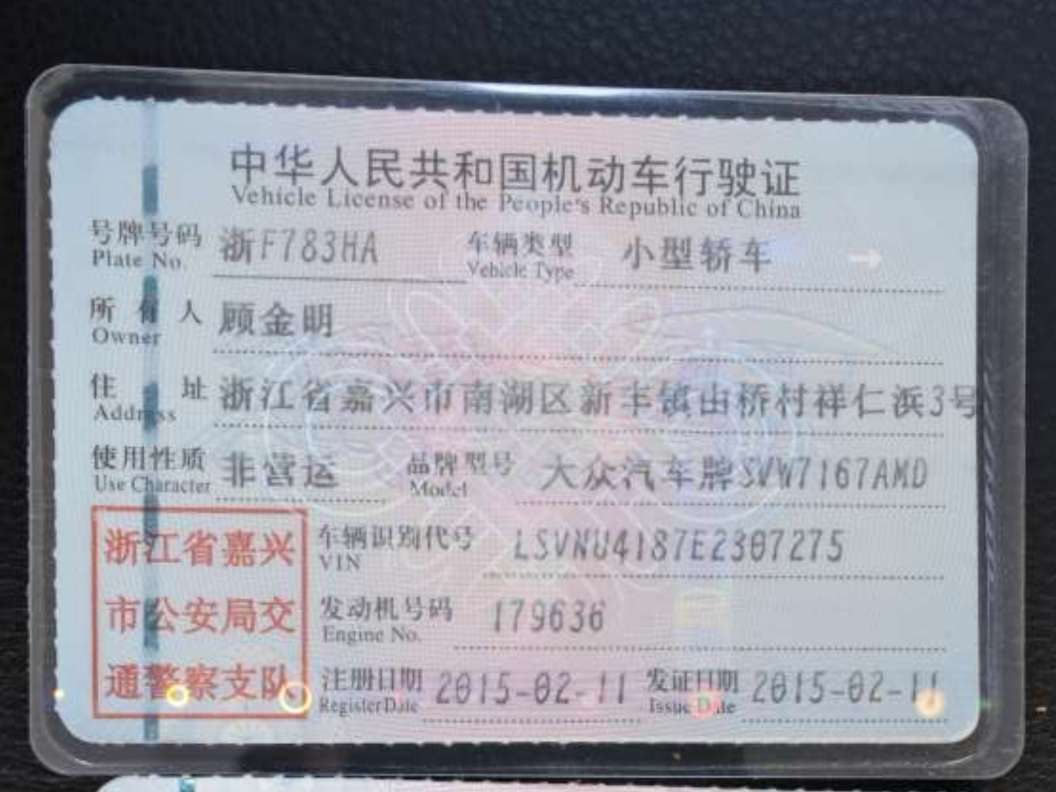 中华人民共和国机动车行驶证
Vehicle License of the People's Republic of China
号牌号码 浙F783HA 车辆类型 小型轿车
Plate No. Vehicle Type
所有人 顾金明
Owner
住址 浙江省嘉兴市南湖区新丰镇山桥村祥仁浜3号
Address
使用性质 非营运 品牌型号 大众汽车牌SVW7167AMD
Use Character Model
浙江省嘉兴 车辆识别代号 LSVNU4187E2307275
VIN
市公安局交 发动机号码 179636
Engine No.
通警察支队 注册日期 2015-02-11 发证日期 2015-02-11
Register Date Issue Date